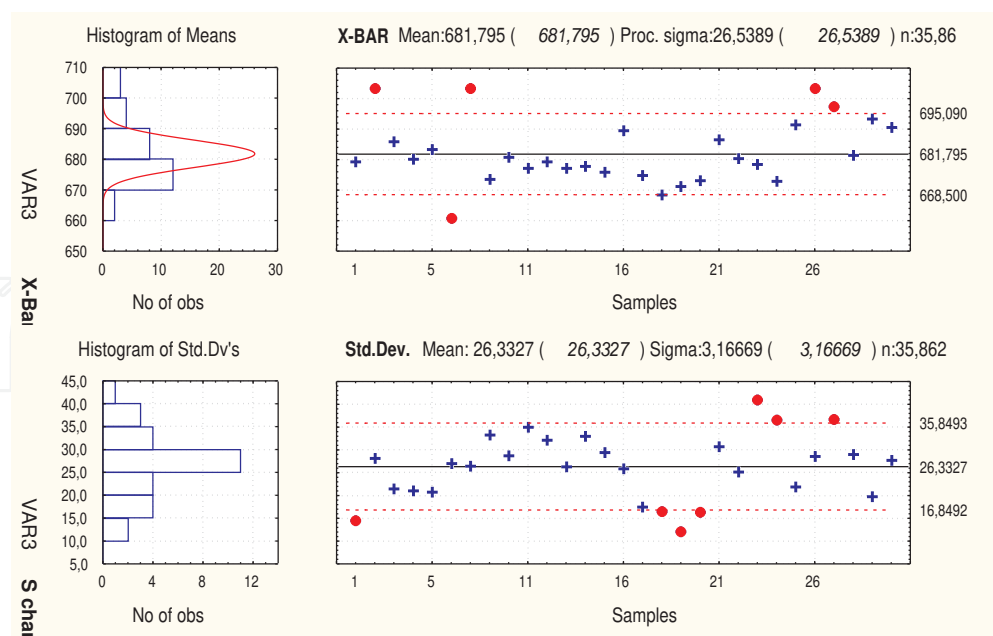 Histogram of Means
X-BAR Mean:681,795 ( 681,795 ) Proc. sigma:26,5389 ( 26,5389 ) n:35,86
710
700
690
680
670
660
650
0 10 20 30
No of obs
VAR3
X-Bar
695,090
681,795
668,500
1 5 11 16 21 26
Samples
Histogram of Std.Dv's
Std.Dev. Mean: 26,3327 ( 26,3327 ) Sigma:3,16669 ( 3,16669 ) n:35,862
45,0
40,0
35,0
30,0
25,0
20,0
15,0
10,0
5,0
0 4 8 12
No of obs
VAR3
S char
35,8493
26,3327
16,8492
1 5 11 16 21 26
Samples